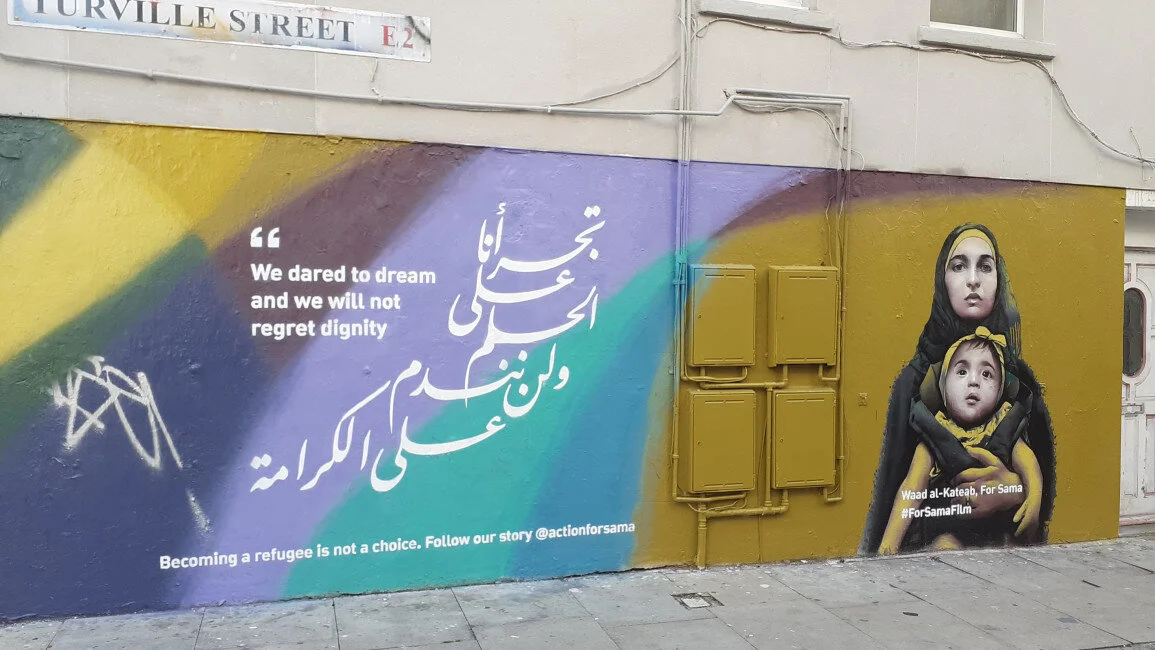 TURVILLE STREET E2
“
We dared to dream
and we will not
regret dignity
تجرأنا
على
الحلم
ولن نندم
على الكرامة
Waad al-Kateab, For Sama
#ForSamaFilm
Becoming a refugee is not a choice. Follow our story @actionforsama